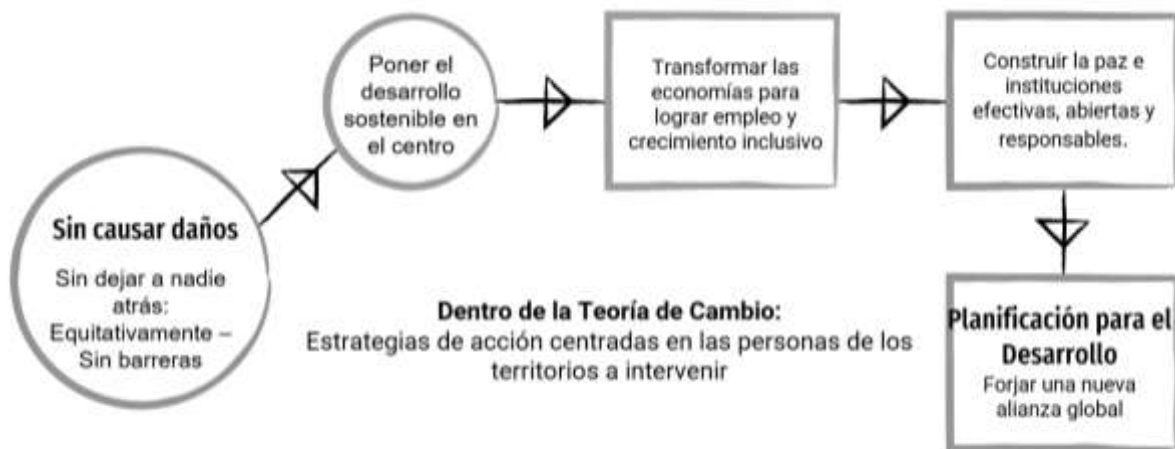 Sin causar daños
Sin dejar a nadie
atrás:
Equitativamente –
Sin barreras
Poner el
desarrollo
sostenible en
el centro
Transformar las
economías para
lograr empleo y
crecimiento inclusivo
Construir la paz e
instituciones
efectivas, abiertas y
responsables.
Planificación para el
Desarrollo
Forjar una nueva
alianza global
Dentro de la Teoría de Cambio:
Estrategias de acción centradas en las personas de los
territorios a intervenir